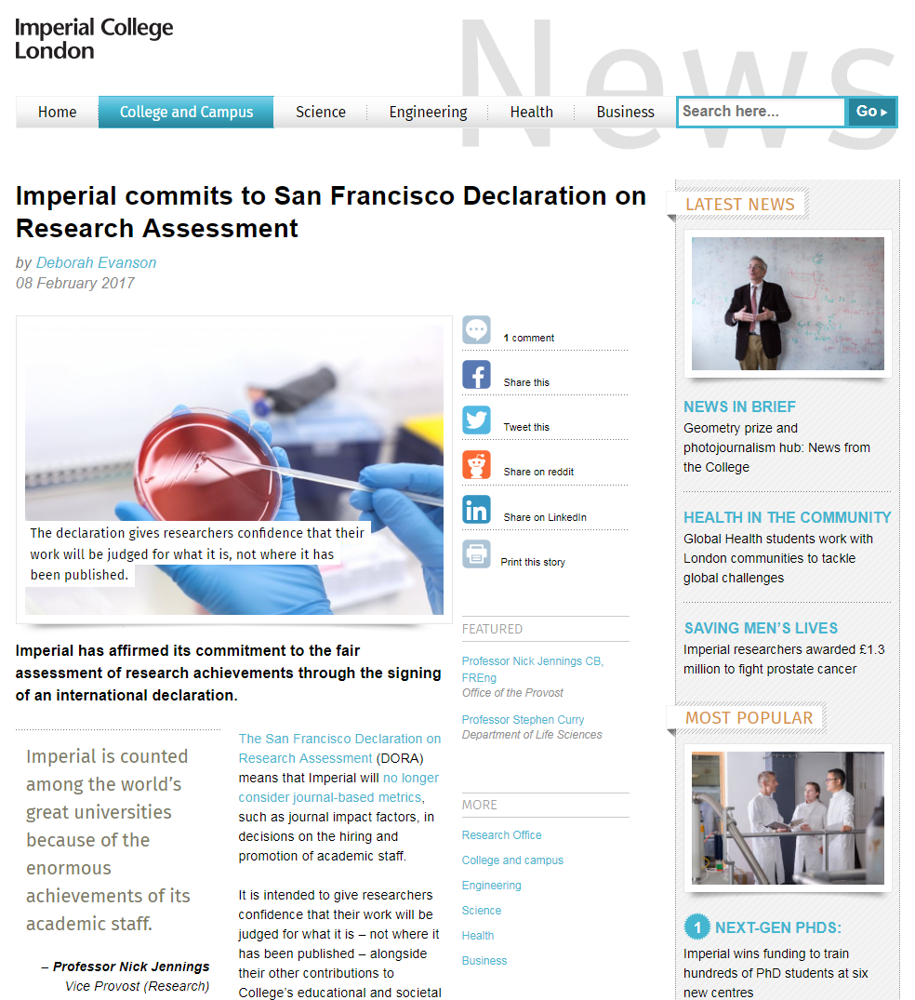 Imperial College
London
News
Home
College and Campus
Science
Engineering
Health
Business
Search here...
Go
Imperial commits to San Francisco Declaration on
Research Assessment
by Deborah Evanson
08 February 2017
The declaration gives researchers confidence that their
work will be judged for what it is, not where it has
been published.
1 comment
Share this
Tweet this
Share on reddit
in
Share on LinkedIn
Print this story
Imperial has affirmed its commitment to the fair
assessment of research achievements through the signing
of an international declaration.
Imperial is counted
among the world's
great universities
because of the
enormous
achievements of its
academic staff.
– Professor Nick Jennings
Vice Provost (Research)
The San Francisco Declaration on
Research Assessment (DORA)
means that Imperial will no longer
consider journal-based metrics,
such as journal impact factors, in
decisions on the hiring and
promotion of academic staff.
It is intended to give researchers
confidence that their work will be
judged for what it is – not where it
has been published – alongside
their other contributions to
College's educational and societal
FEATURED
Professor Nick Jennings CB,
FREng
Office of the Provost
Professor Stephen Curry
Department of Life Sciences
MORE
Research Office
College and campus
Engineering
Science
Health
Business
LATEST NEWS
NEWS IN BRIEF
Geometry prize and
photojournalism hub: News from
the College
HEALTH IN THE COMMUNITY
Global Health students work with
London communities to tackle
global challenges
SAVING MEN'S LIVES
Imperial researchers awarded £1.3
million to fight prostate cancer
MOST POPULAR
1 NEXT-GEN PHDS:
Imperial wins funding to train
hundreds of PhD students at six
new centres